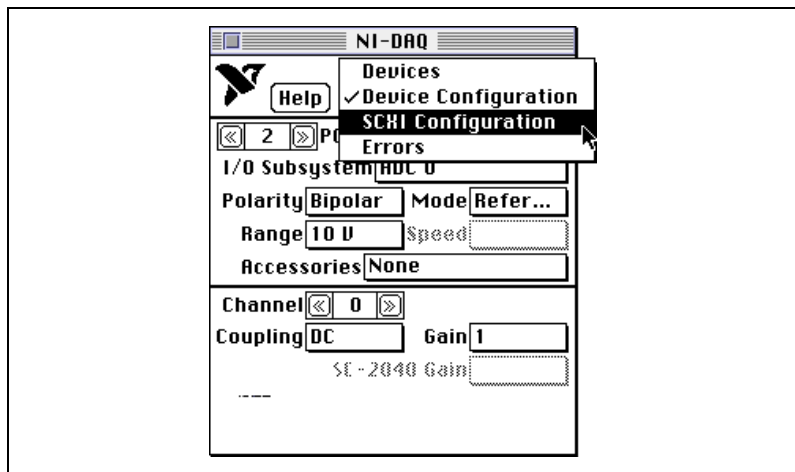 NI-DAQ
Devices
Help
✓Device Configuration
SCXI Configuration
2
Errors
I/O Subsystem ADC 0
Polarity Bipolar Mode Refer...
Range 10 V Speed
Accessories None
Channel 0
Coupling DC Gain 1
SC-2040 Gain